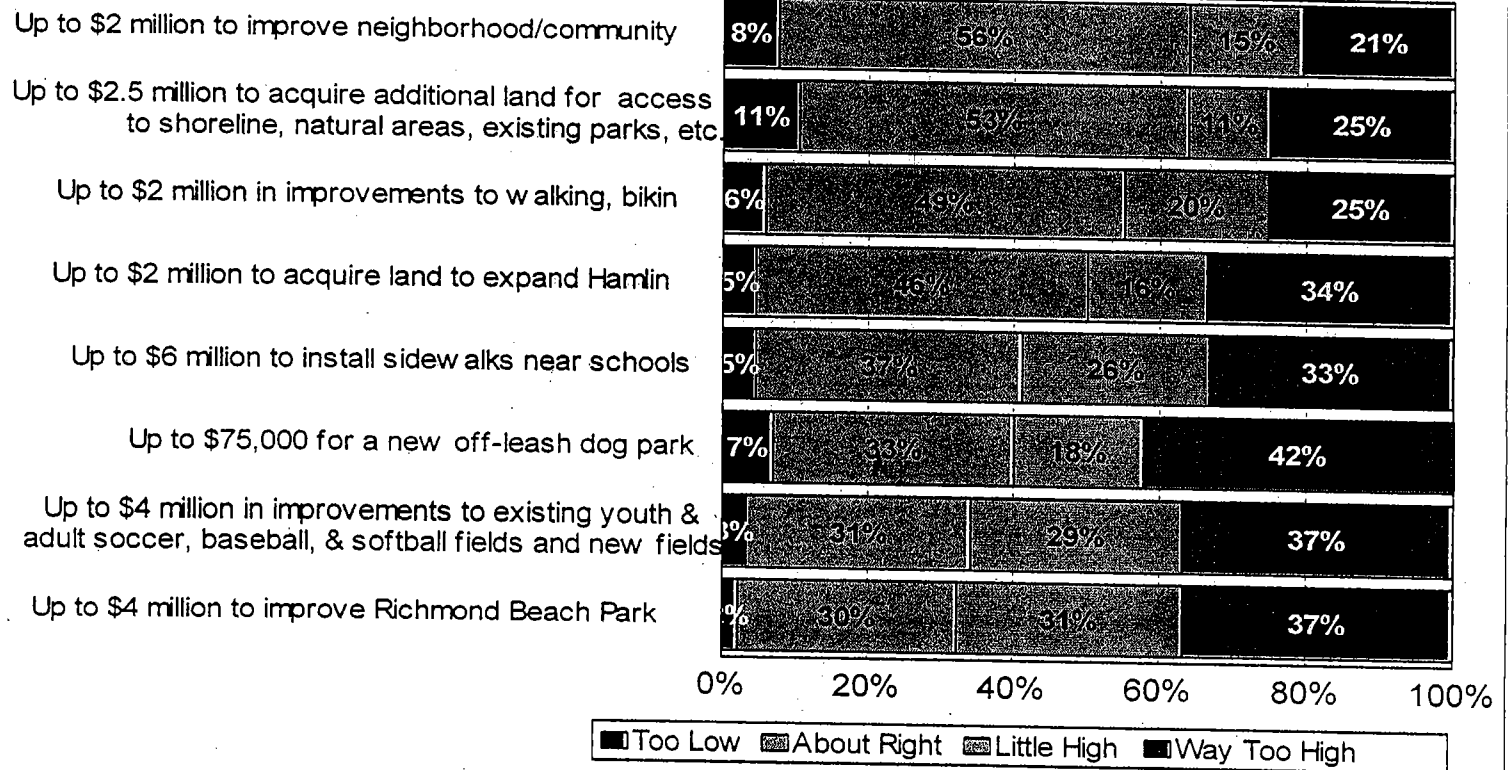 Up to $2 million to improve neighborhood/community 8% 56% 15% 21%
Up to $2.5 million to acquire additional land for access
to shoreline, natural areas, existing parks, etc. 11% 53% 11% 25%
Up to $2 million in improvements to walking, bikin 6% 49% 20% 25%
Up to $2 million to acquire land to expand Hamlin 5% 46% 16% 34%
Up to $6 million to install sidewalks near schools 5% 37% 26% 33%
Up to $75,000 for a new off-leash dog park 7% 33% 18% 42%
Up to $4 million in improvements to existing youth &
adult soccer, baseball, & softball fields and new fields 3% 31% 29% 37%
Up to $4 million to improve Richmond Beach Park % 30% 31% 37%
0% 20% 40% 60% 80% 100%
Too Low About Right Little High Way Too High